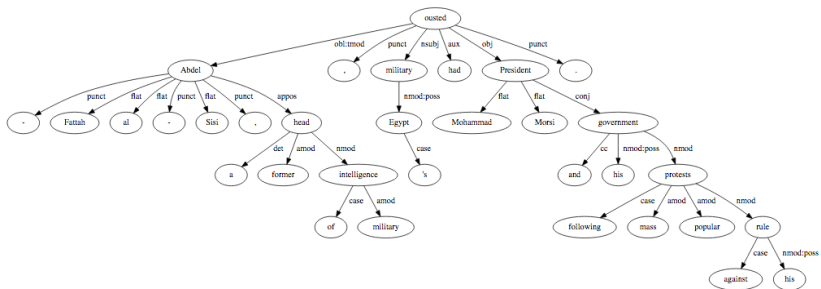 ousted
obl:tmod punct nsubj aux obj punct
Abdel , military had President .
punct flat flat punct flat punct appos nmod:poss flat flat conj
- Fattah al - Sisi , head Egypt Mohammad Morsi government
det amod nmod case cc nmod:poss nmod
a former intelligence 's and his protests
case amod case amod amod nmod
of military following mass popular rule
case nmod:poss
against his